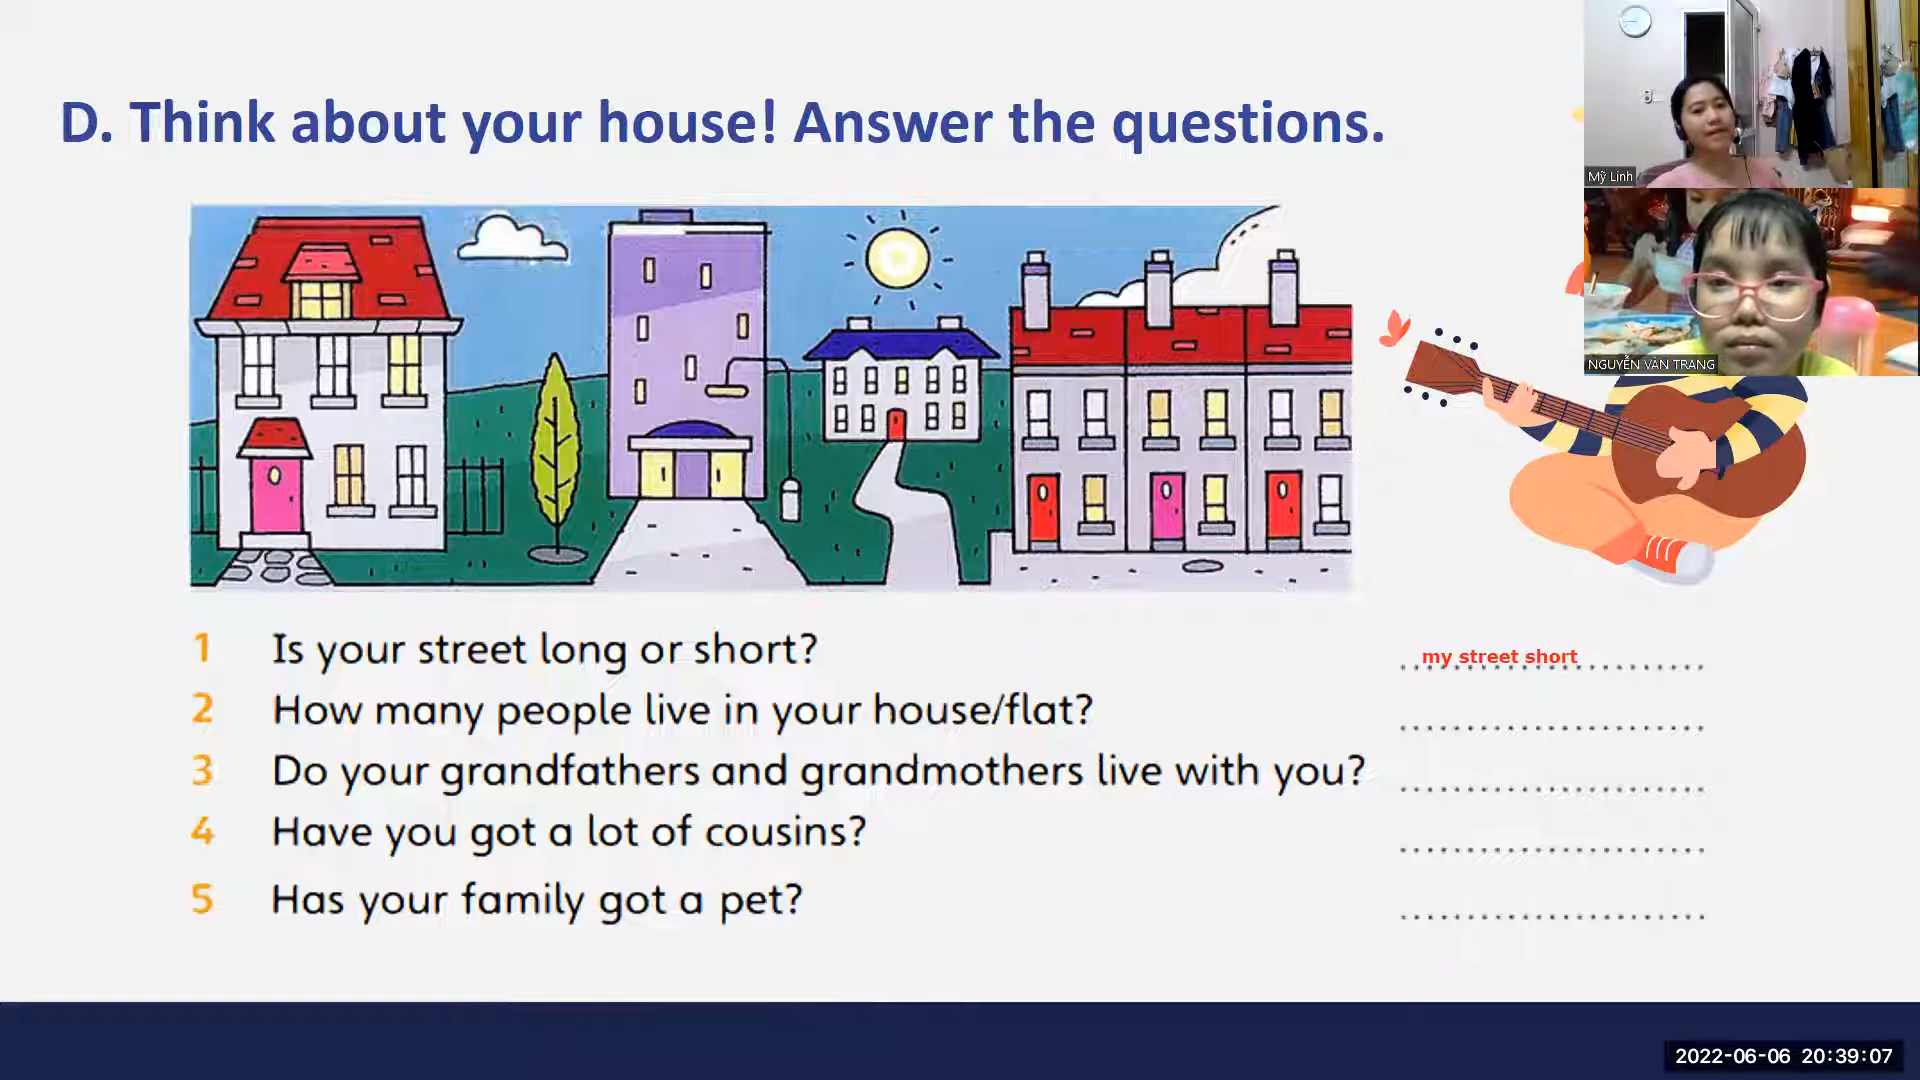 D. Think about your house! Answer the questions.
Mỹ Linh
NGUYỄN VÂN TRANG
1 Is your street long or short? my street short
2 How many people live in your house/flat?
3 Do your grandfathers and grandmothers live with you?
4 Have you got a lot of cousins?
5 Has your family got a pet?
2022-06-06 20:39:07